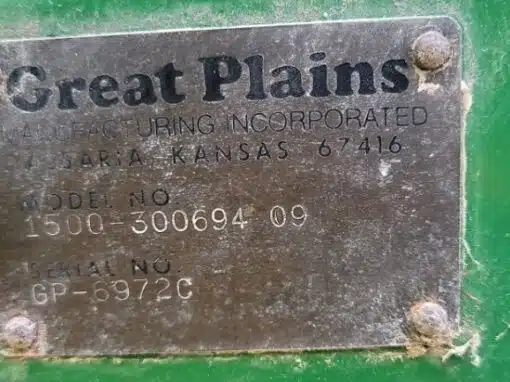 Great Plains
MANUFACTURING INCORPORATED
ASSARIA, KANSAS 67416
MODEL NO
1500-300694 09
SERIAL NO.
GP-6972C